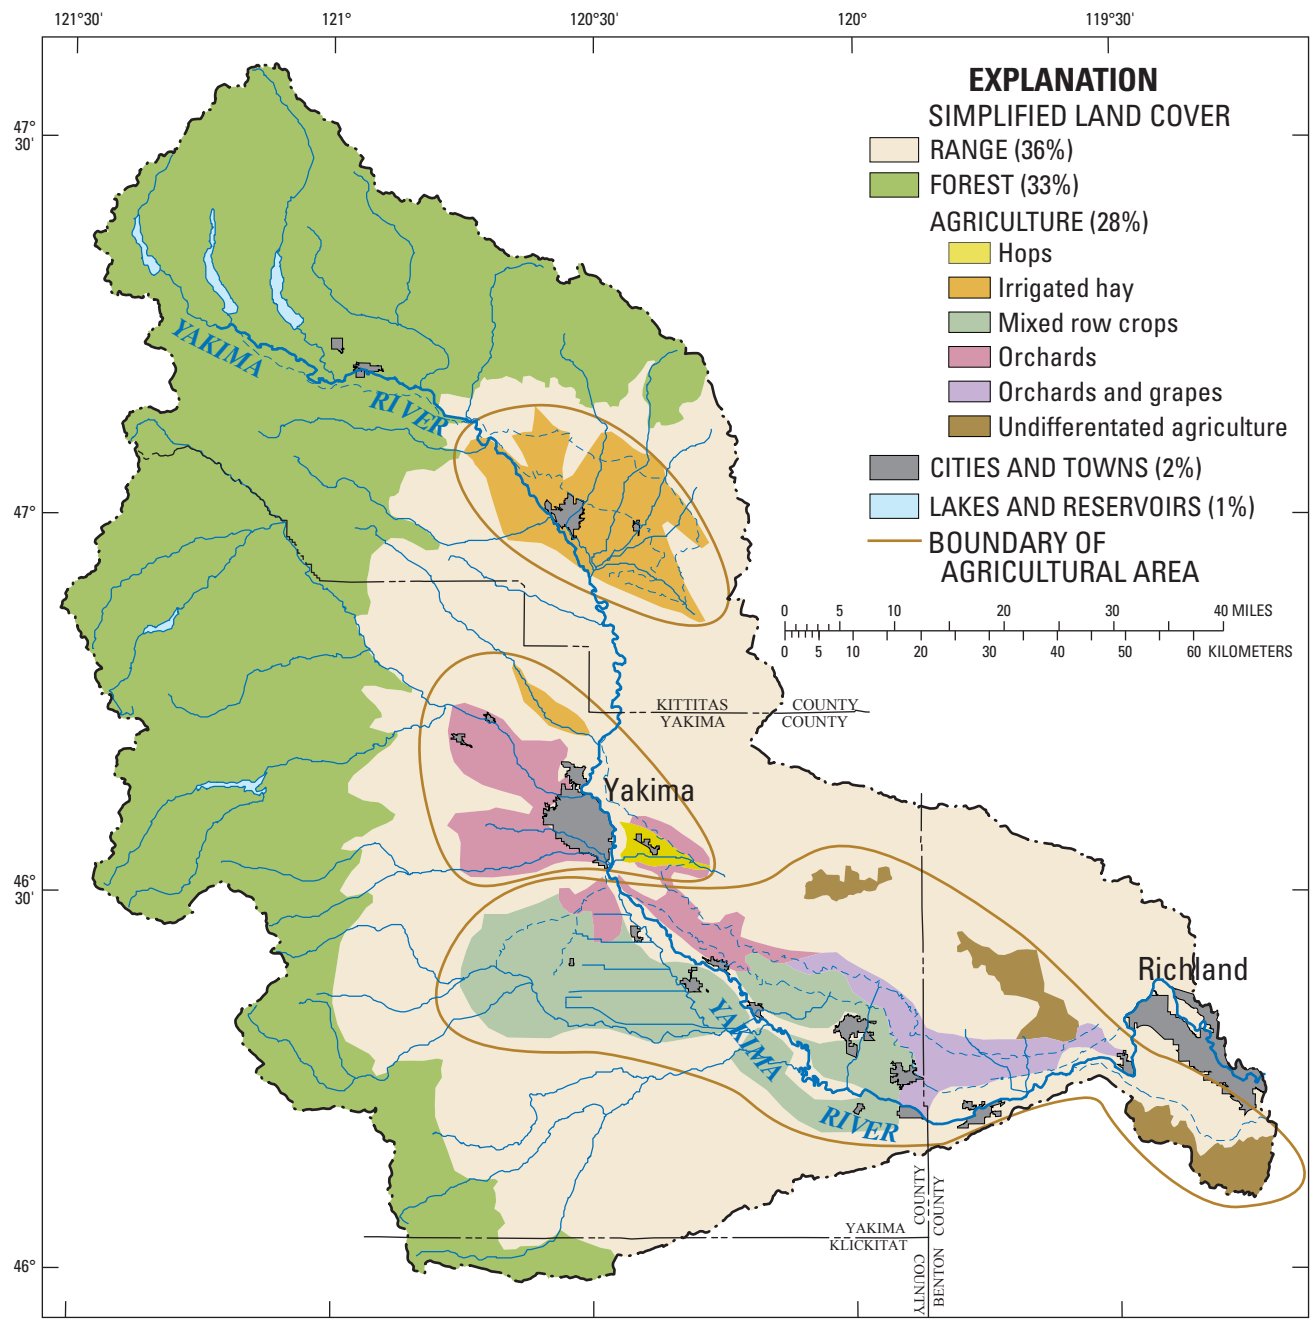 121°30' 121° 120°30' 120° 119°30'
47°
30'
47°
46°
30'
46°
EXPLANATION
SIMPLIFIED LAND COVER
RANGE (36%)
FOREST (33%)
AGRICULTURE (28%)
Hops
Irrigated hay
Mixed row crops
Orchards
Orchards and grapes
Undifferentated agriculture
CITIES AND TOWNS (2%)
LAKES AND RESERVOIRS (1%)
BOUNDARY OF
AGRICULTURAL AREA
0 5 10 20 30 40 MILES
0 5 10 20 30 40 50 60 KILOMETERS
YAKIMA
RIVER
KITTITAS COUNTY
YAKIMA COUNTY
Yakima
Richland
YAKIMA
RIVER
YAKIMA
KLICKITAT
COUNTY
COUNTY
BENTON COUNTY